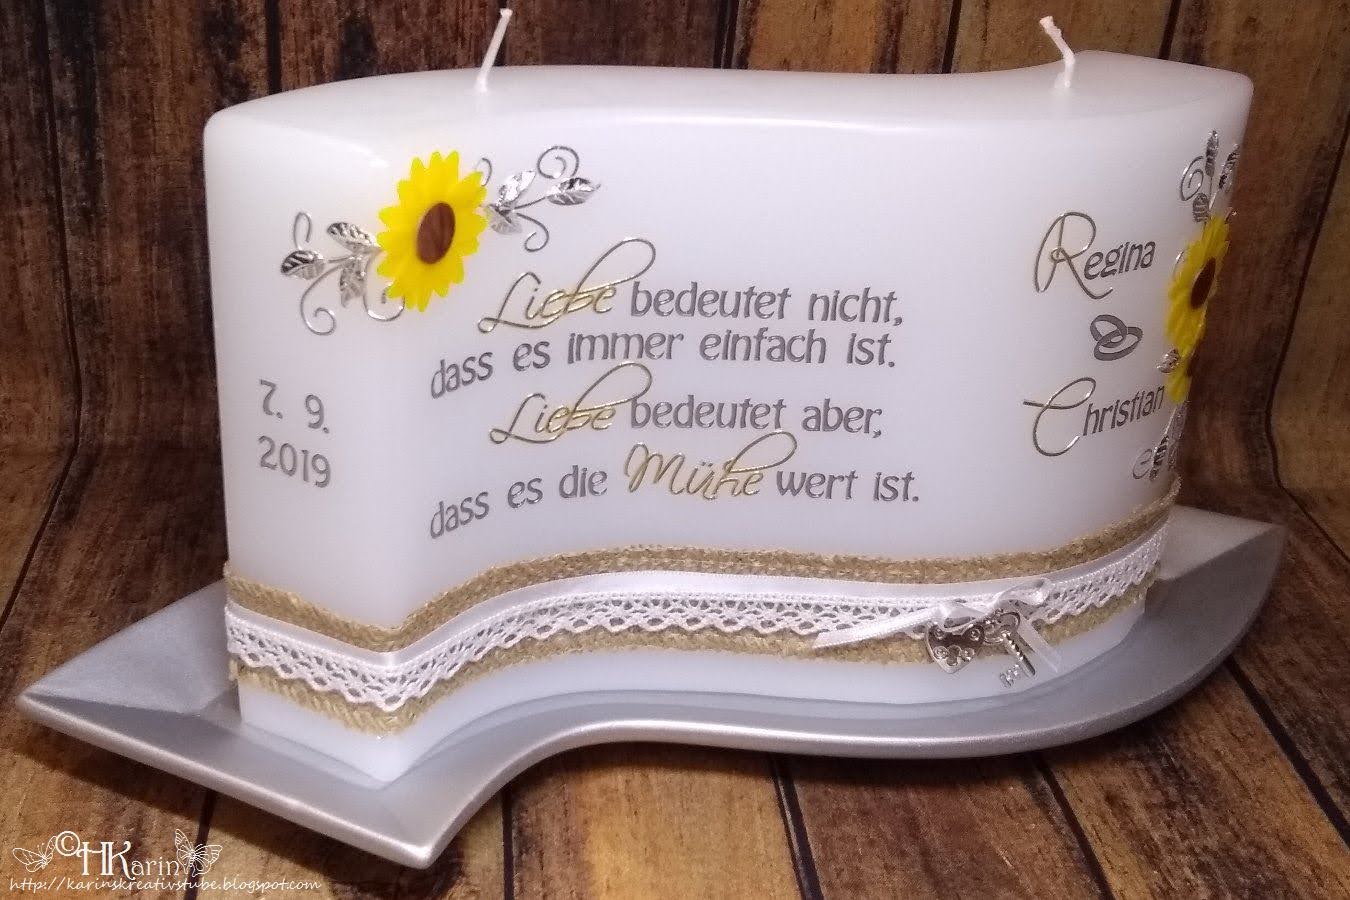 Liebe bedeutet nicht,
dass es immer einfach ist.
Liebe bedeutet aber,
dass es die Mühe wert ist.
7. 9.
2019
Regina
Christian
©HKarin
http://karinskreativstube.blogspot.com